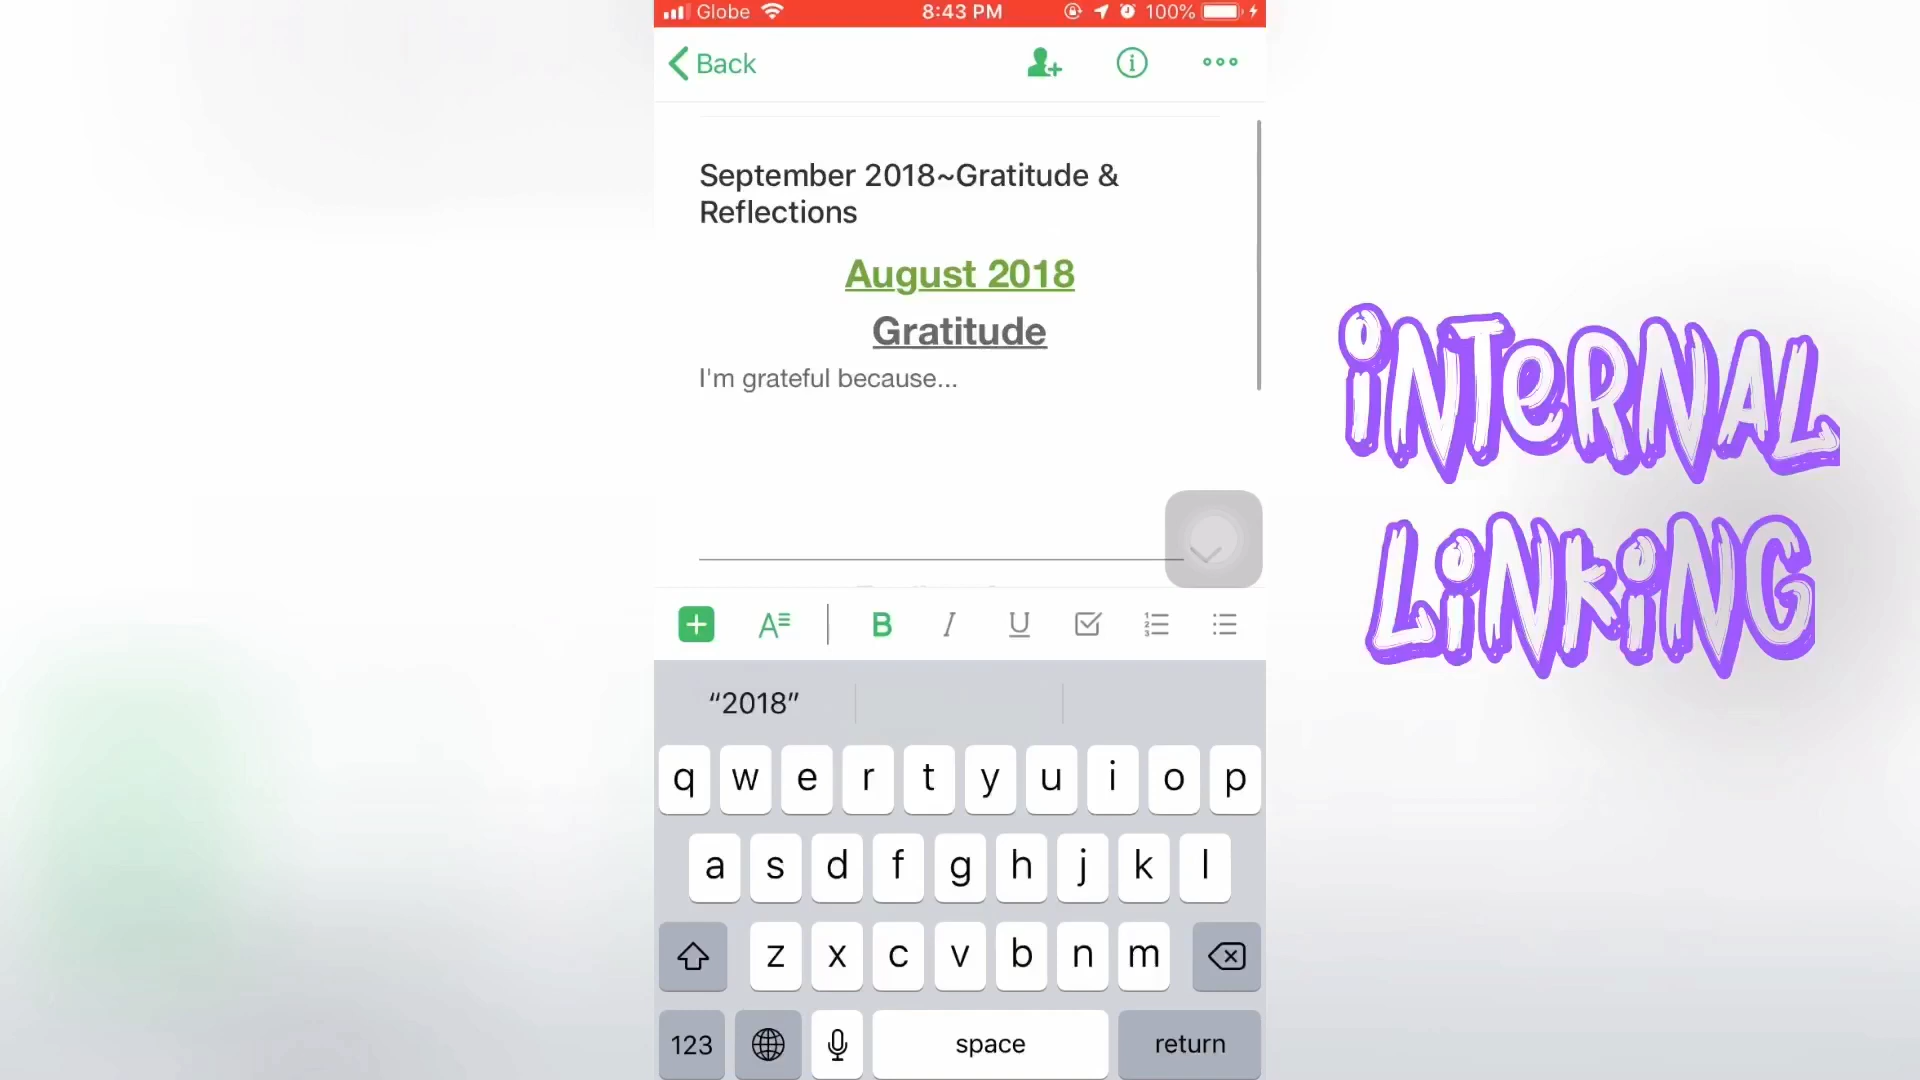 Globe 8:43 PM 100%
Back
September 2018~Gratitude &
Reflections
August 2018
Gratitude
I'm grateful because...
A B I U
“2018”
q w e r t y u i o p
a s d f g h j k l
z x c v b n m
123 space return
INTERNAL
LINKING